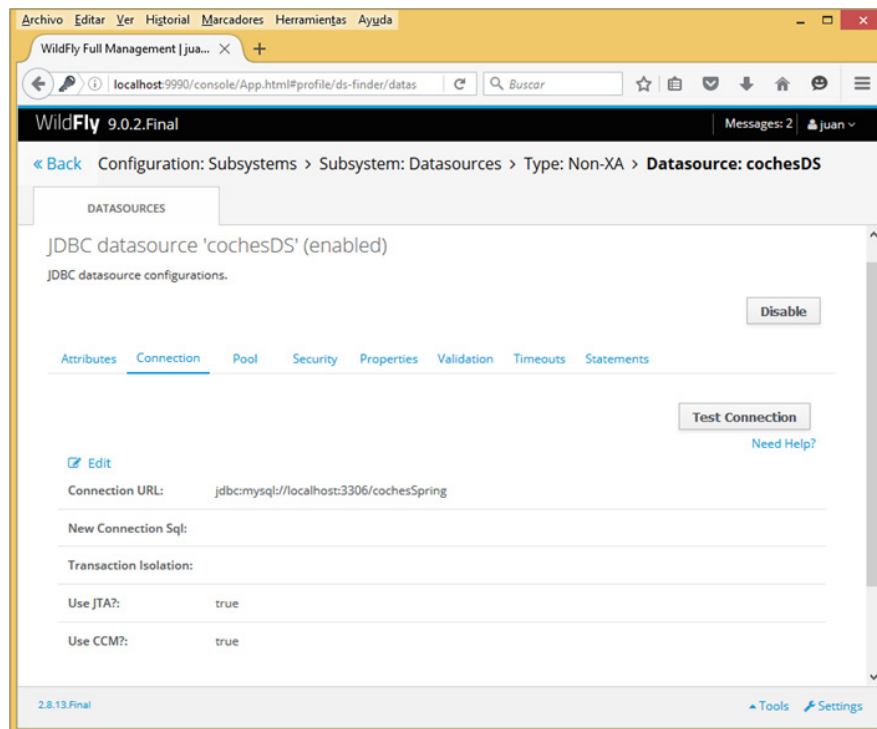 Archivo Editar Ver Historial Marcadores Herramientas Ayuda
WildFly Full Management | jua...
localhost:9990/console/App.html#profile/ds-finder/datas
Buscar
WildFly 9.0.2.Final
Messages: 2
juan
« Back
Configuration: Subsystems > Subsystem: Datasources > Type: Non-XA > Datasource: cochesDS
DATASOURCES
JDBC datasource 'cochesDS' (enabled)
JDBC datasource configurations.
Disable
Attributes Connection Pool Security Properties Validation Timeouts Statements
Test Connection
Need Help?
Edit
Connection URL: jdbc:mysql://localhost:3306/cochesSpring
New Connection Sql:
Transaction Isolation:
Use JTA?: true
Use CCM?: true
2.8.13.Final
Tools Settings